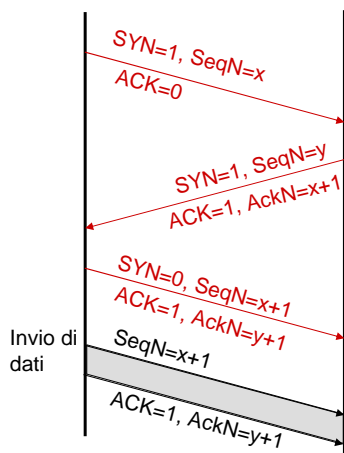 SYN=1, SeqN=x
ACK=0
SYN=1, SeqN=y
ACK=1, AckN=x+1
SYN=0, SeqN=x+1
ACK=1, AckN=y+1
Invio di
dati
SeqN=x+1
ACK=1, AckN=y+1